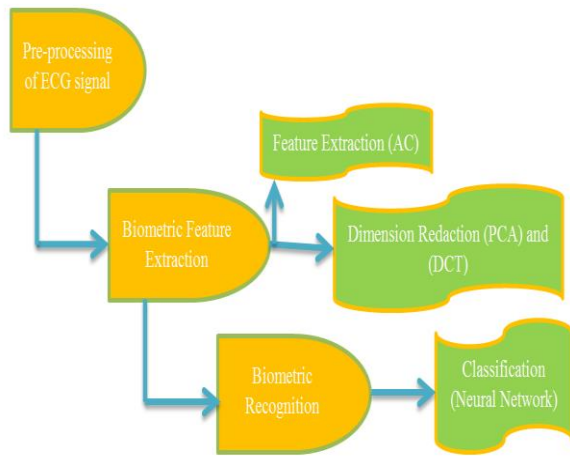 Pre-processing
of ECG signal
Feature Extraction (AC)
Biometric Feature
Extraction
Dimension Redaction (PCA) and
(DCT)
Biometric
Recognition
Classification
(Neural Network)